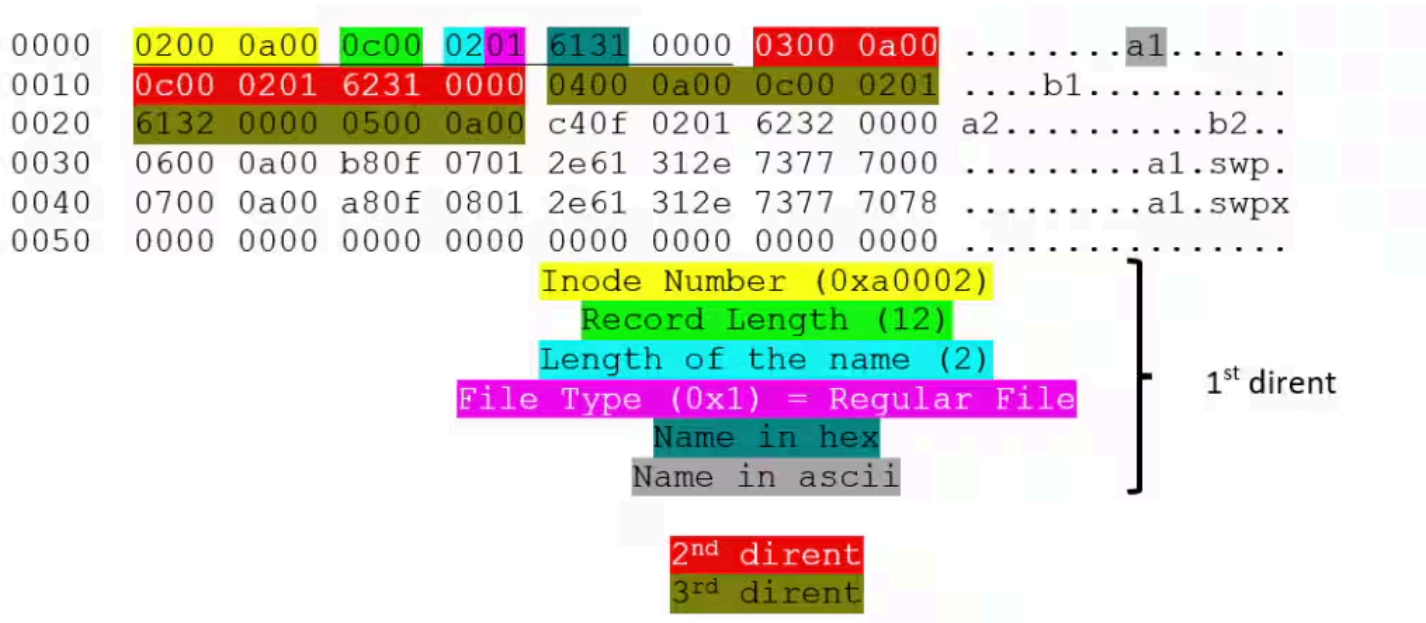 0000 0200 0a00 0c00 0201 6131 0000 0300 0a00 ........a1......
0010 0c00 0201 6231 0000 0400 0a00 0c00 0201 ....b1..........
0020 6132 0000 0500 0a00 c40f 0201 6232 0000 a2..........b2..
0030 0600 0a00 b80f 0701 2e61 312e 7377 7000 .........a1.swp.
0040 0700 0a00 a80f 0801 2e61 312e 7377 7078 .........a1.swpx
0050 0000 0000 0000 0000 0000 0000 0000 0000 ................
Inode Number (0xa0002)
Record Length (12)
Length of the name (2)
File Type (0x1) = Regular File
Name in hex
Name in ascii
1st dirent
2nd dirent
3rd dirent